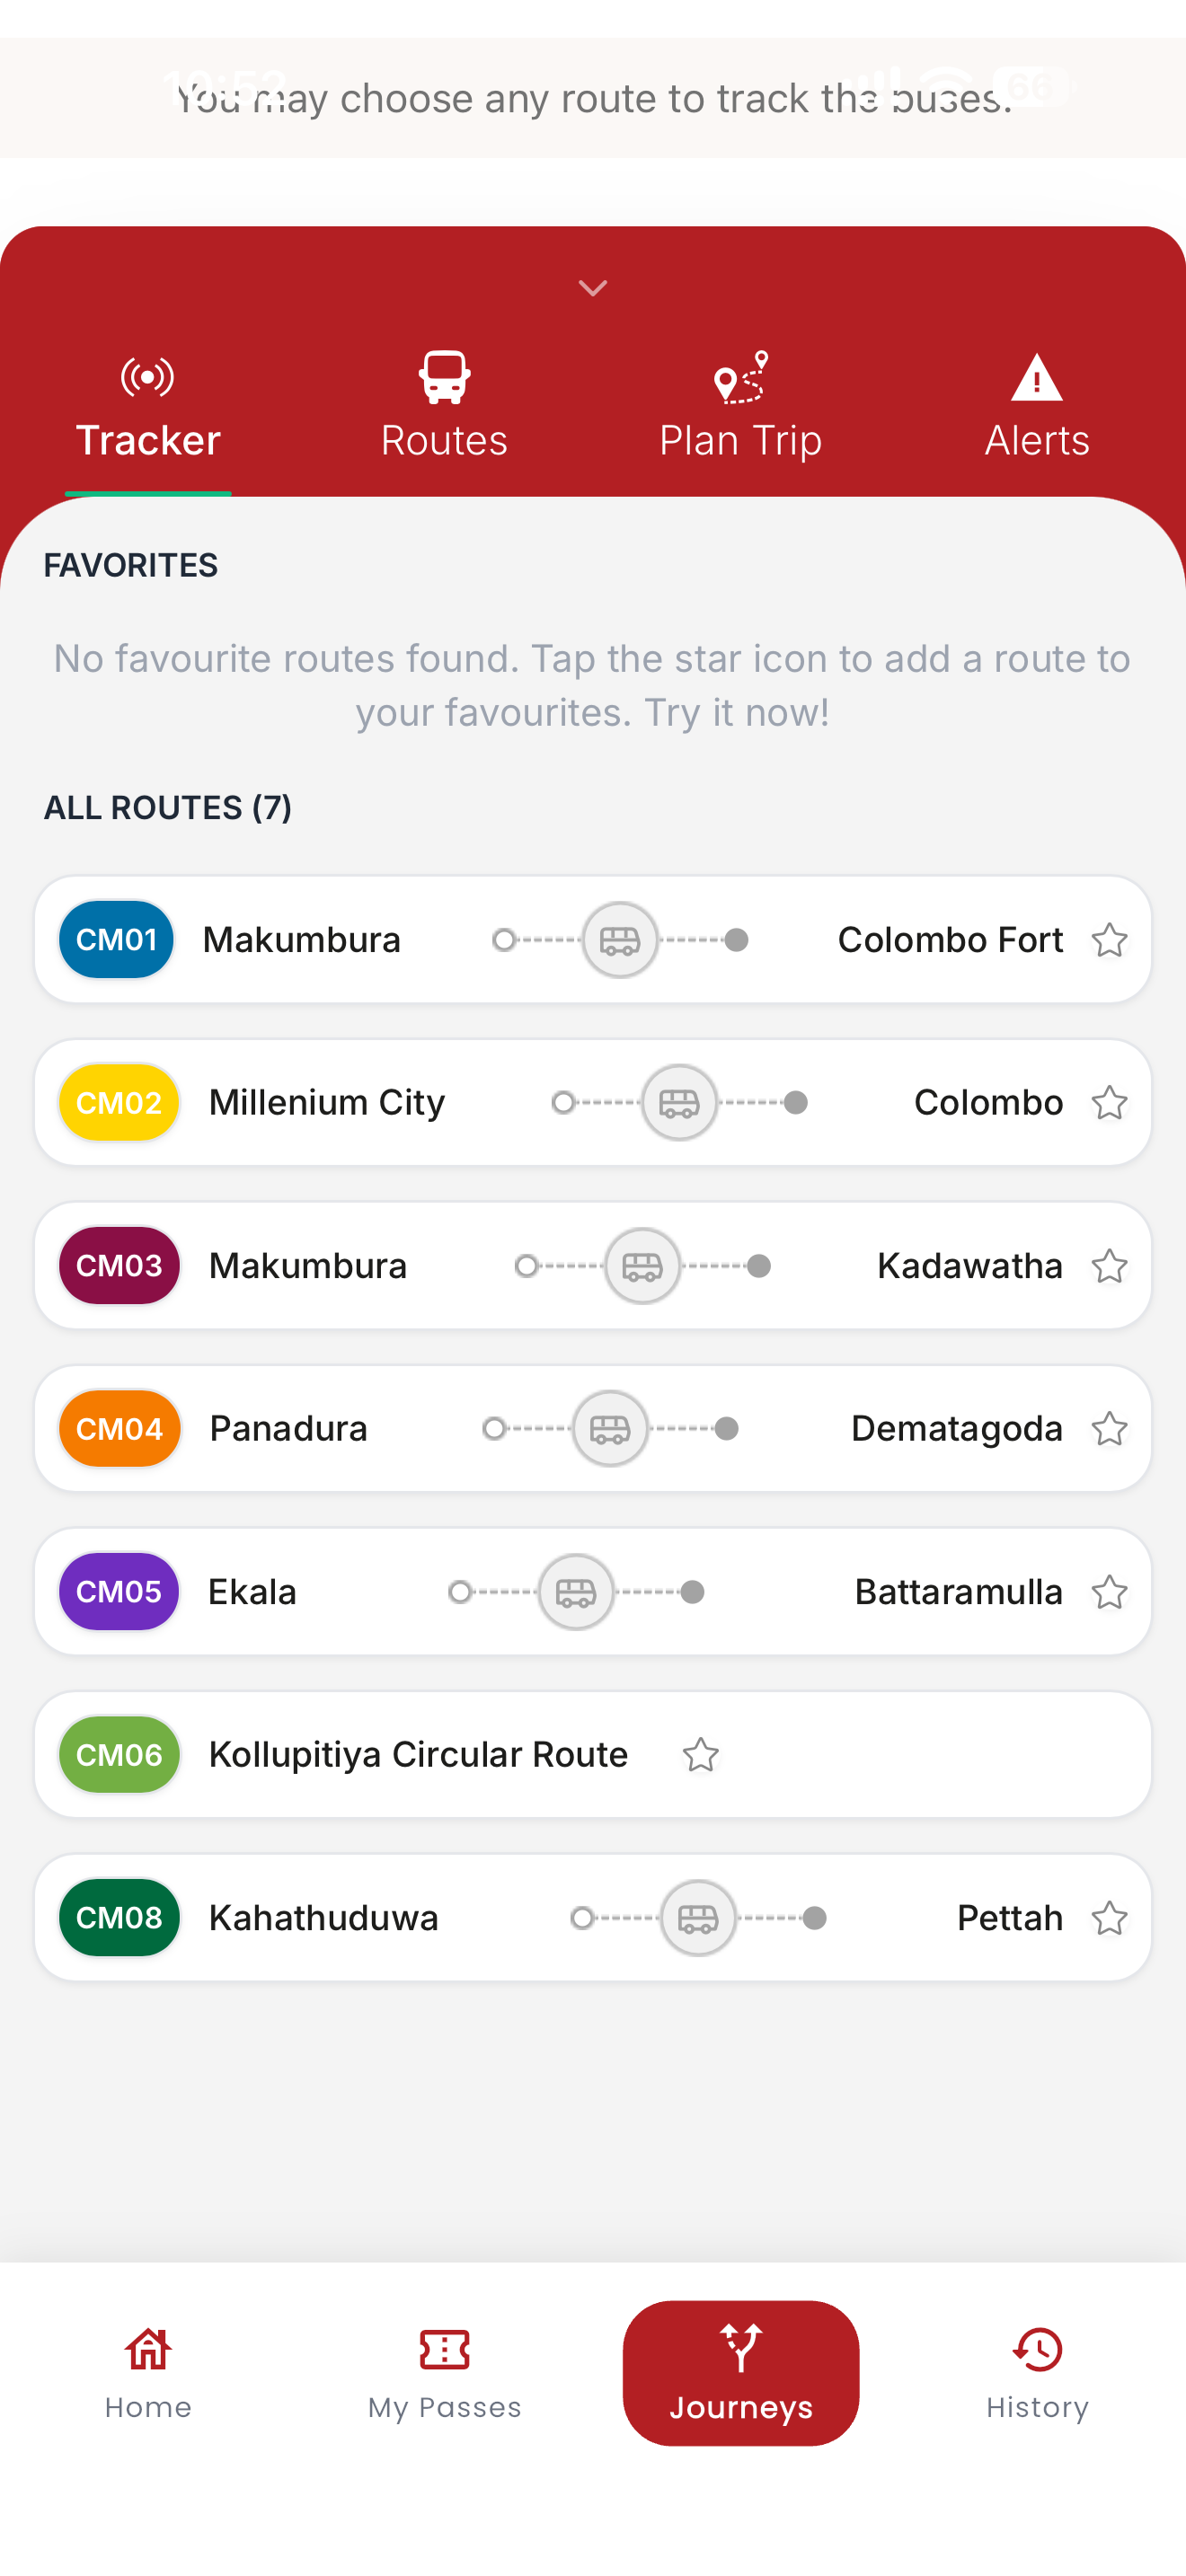 10:52
66
You may choose any route to track the buses.
Tracker
Routes
Plan Trip
Alerts
FAVORITES
No favourite routes found. Tap the star icon to add a route to
your favourites. Try it now!
ALL ROUTES (7)
CM01 Makumbura Colombo Fort
CM02 Millenium City Colombo
CM03 Makumbura Kadawatha
CM04 Panadura Dematagoda
CM05 Ekala Battaramulla
CM06 Kollupitiya Circular Route
CM08 Kahathuduwa Pettah
Home
My Passes
Journeys
History